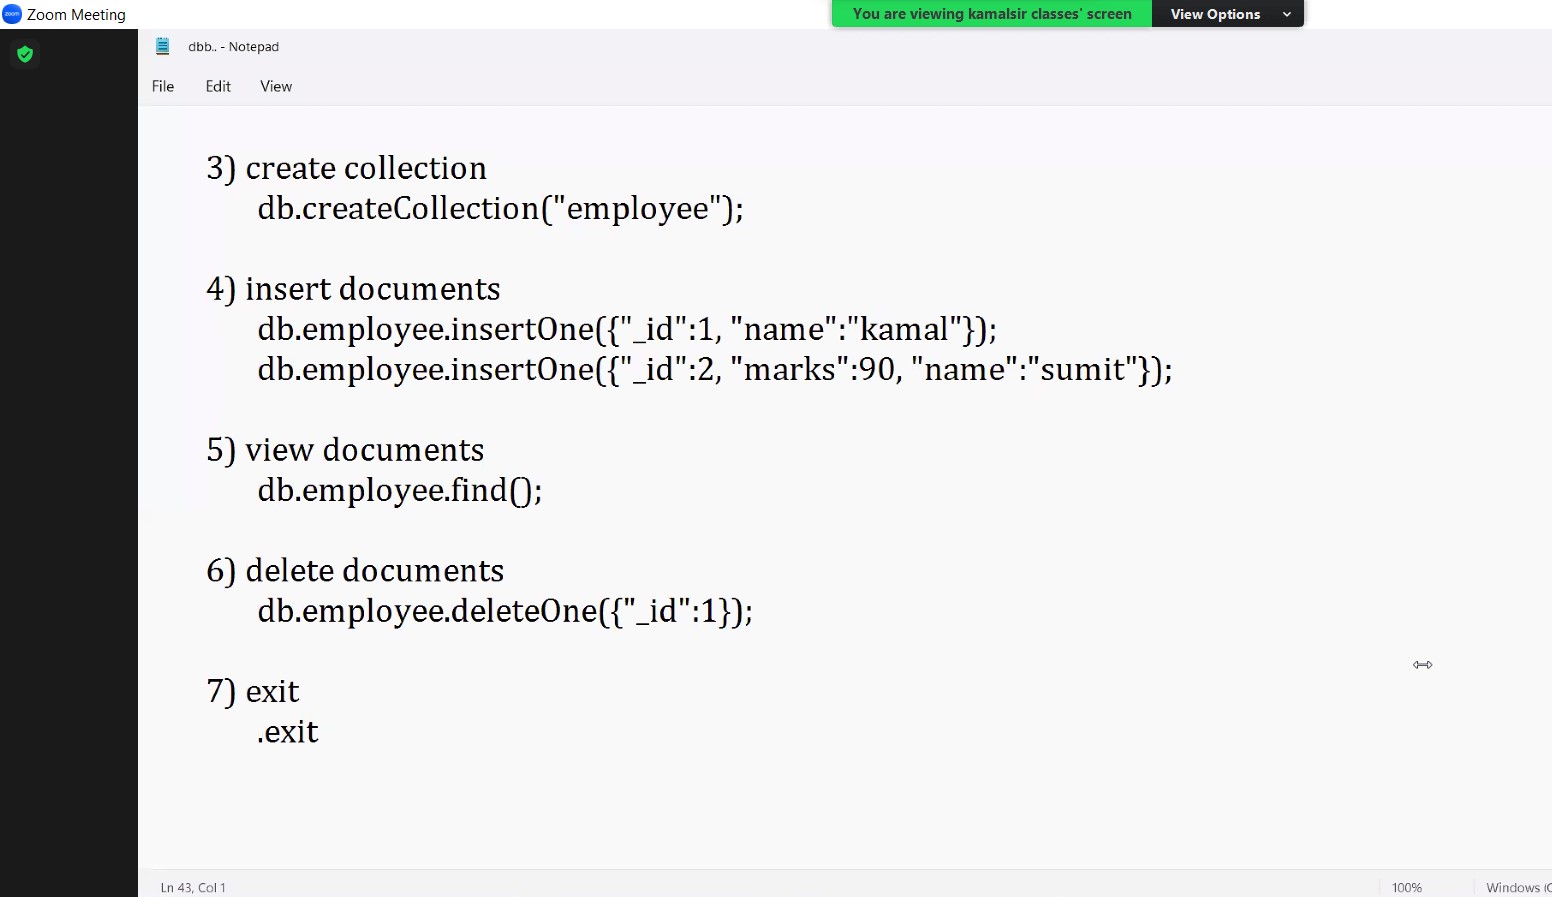 zoom Zoom Meeting
You are viewing kamalsir classes' screen View Options
dbb.. - Notepad
File Edit View
3) create collection
db.createCollection("employee");
4) insert documents
db.employee.insertOne({"_id":1, "name":"kamal"});
db.employee.insertOne({"_id":2, "marks":90, "name":"sumit"});
5) view documents
db.employee.find();
6) delete documents
db.employee.deleteOne({"_id":1});
7) exit
.exit
Ln 43, Col 1 100% Windows (C